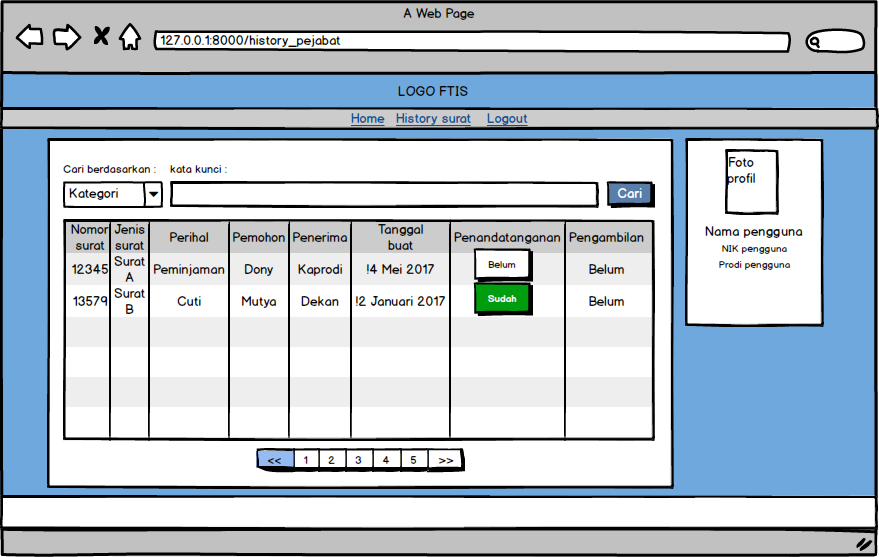 A Web Page
127.0.0.1:8000/history_pejabat
LOGO FTIS
Home History surat Logout
Cari berdasarkan : kata kunci :
Kategori Cari
Nomor surat Jenis surat Perihal Pemohon Penerima Tanggal buat Penandatanganan Pengambilan
12345 Surat A Peminjaman Dony Kaprodi !4 Mei 2017 Belum Belum
13579 Surat B Cuti Mutya Dekan !2 Januari 2017 Sudah Belum
<< 1 2 3 4 5 >>
Foto profil
Nama pengguna
NIK pengguna
Prodi pengguna